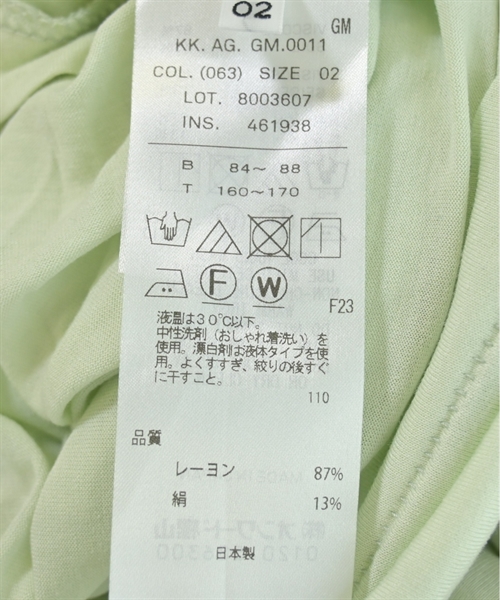 02
GM
KK. AG. GM.0011
COL. (063) SIZE 02
LOT. 8003607
INS. 461938
B 84～ 88
T 160～170
F W
F23
液温は30℃以下。
中性洗剤（おしゃれ着洗い）を
使用。漂白剤は液体タイプを使
用。よくすすぎ、絞りの後すぐ
に干すこと。
110
品質
レーヨン 87%
絹 13%
日本製